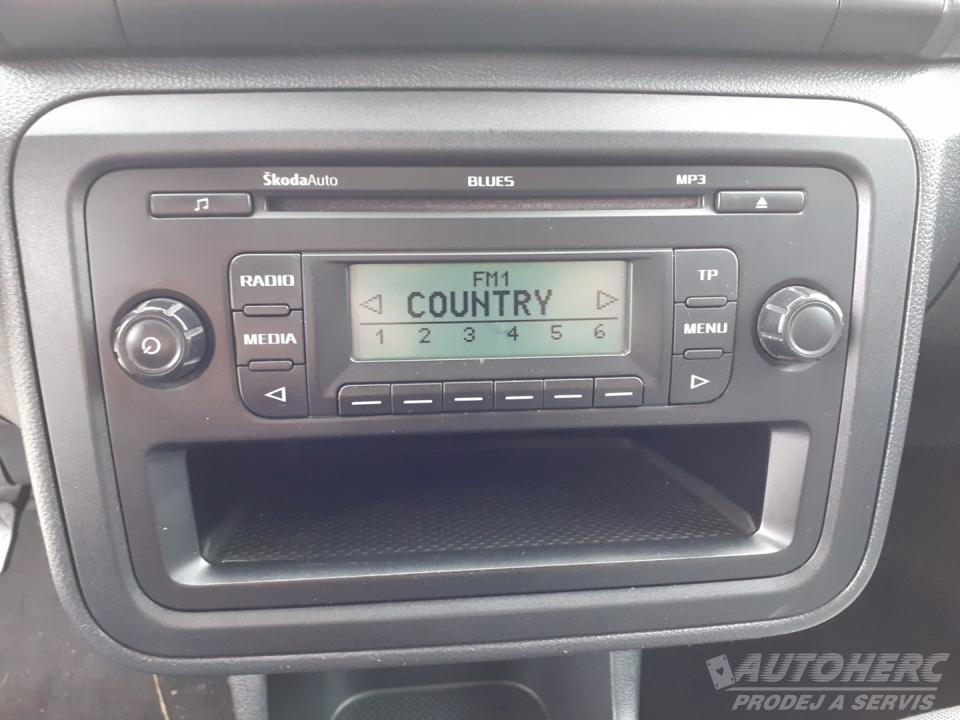 ŠkodaAuto BLUES MP3
RADIO
MEDIA
FM1
COUNTRY
1 2 3 4 5 6
TP
MENU
AUTOHERC
PRODEJ A SERVIS